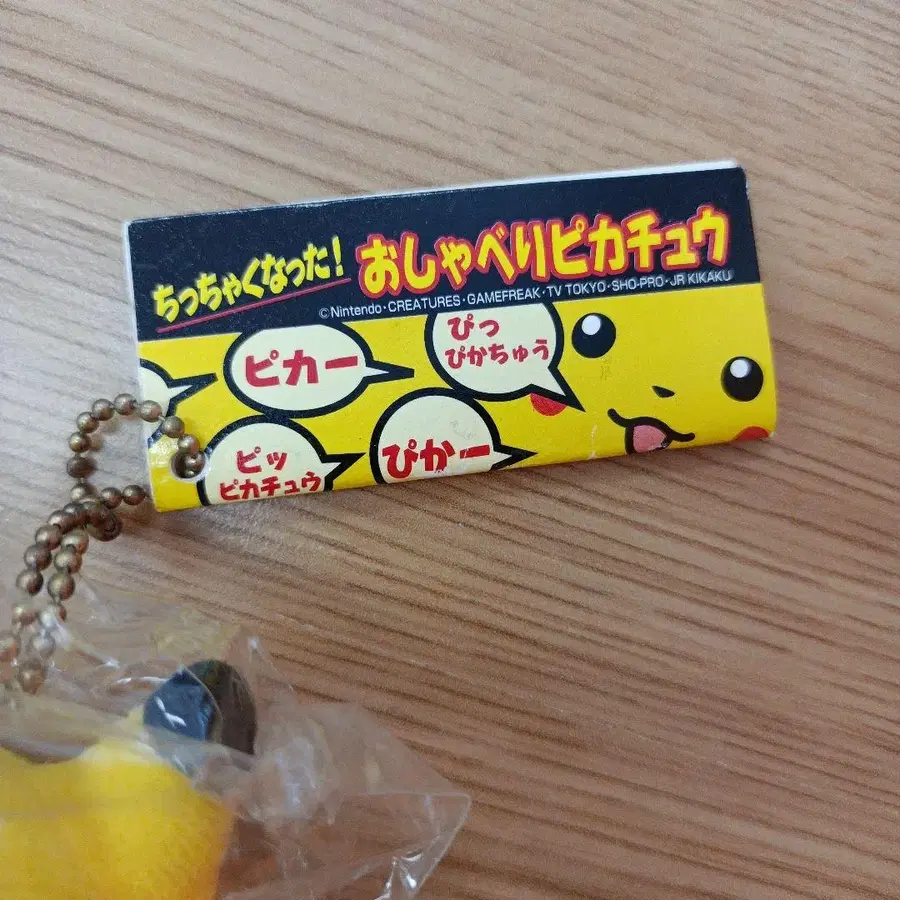 ちっちゃくなった!
おしゃべりピカチュウ
©Nintendo・CREATURES・GAMEFREAK・TV TOKYO・SHO-PRO・JR KIKAKU
ピカー
ぴっ
ぴかちゅう
ピッ
ピカチュウ
ぴかー